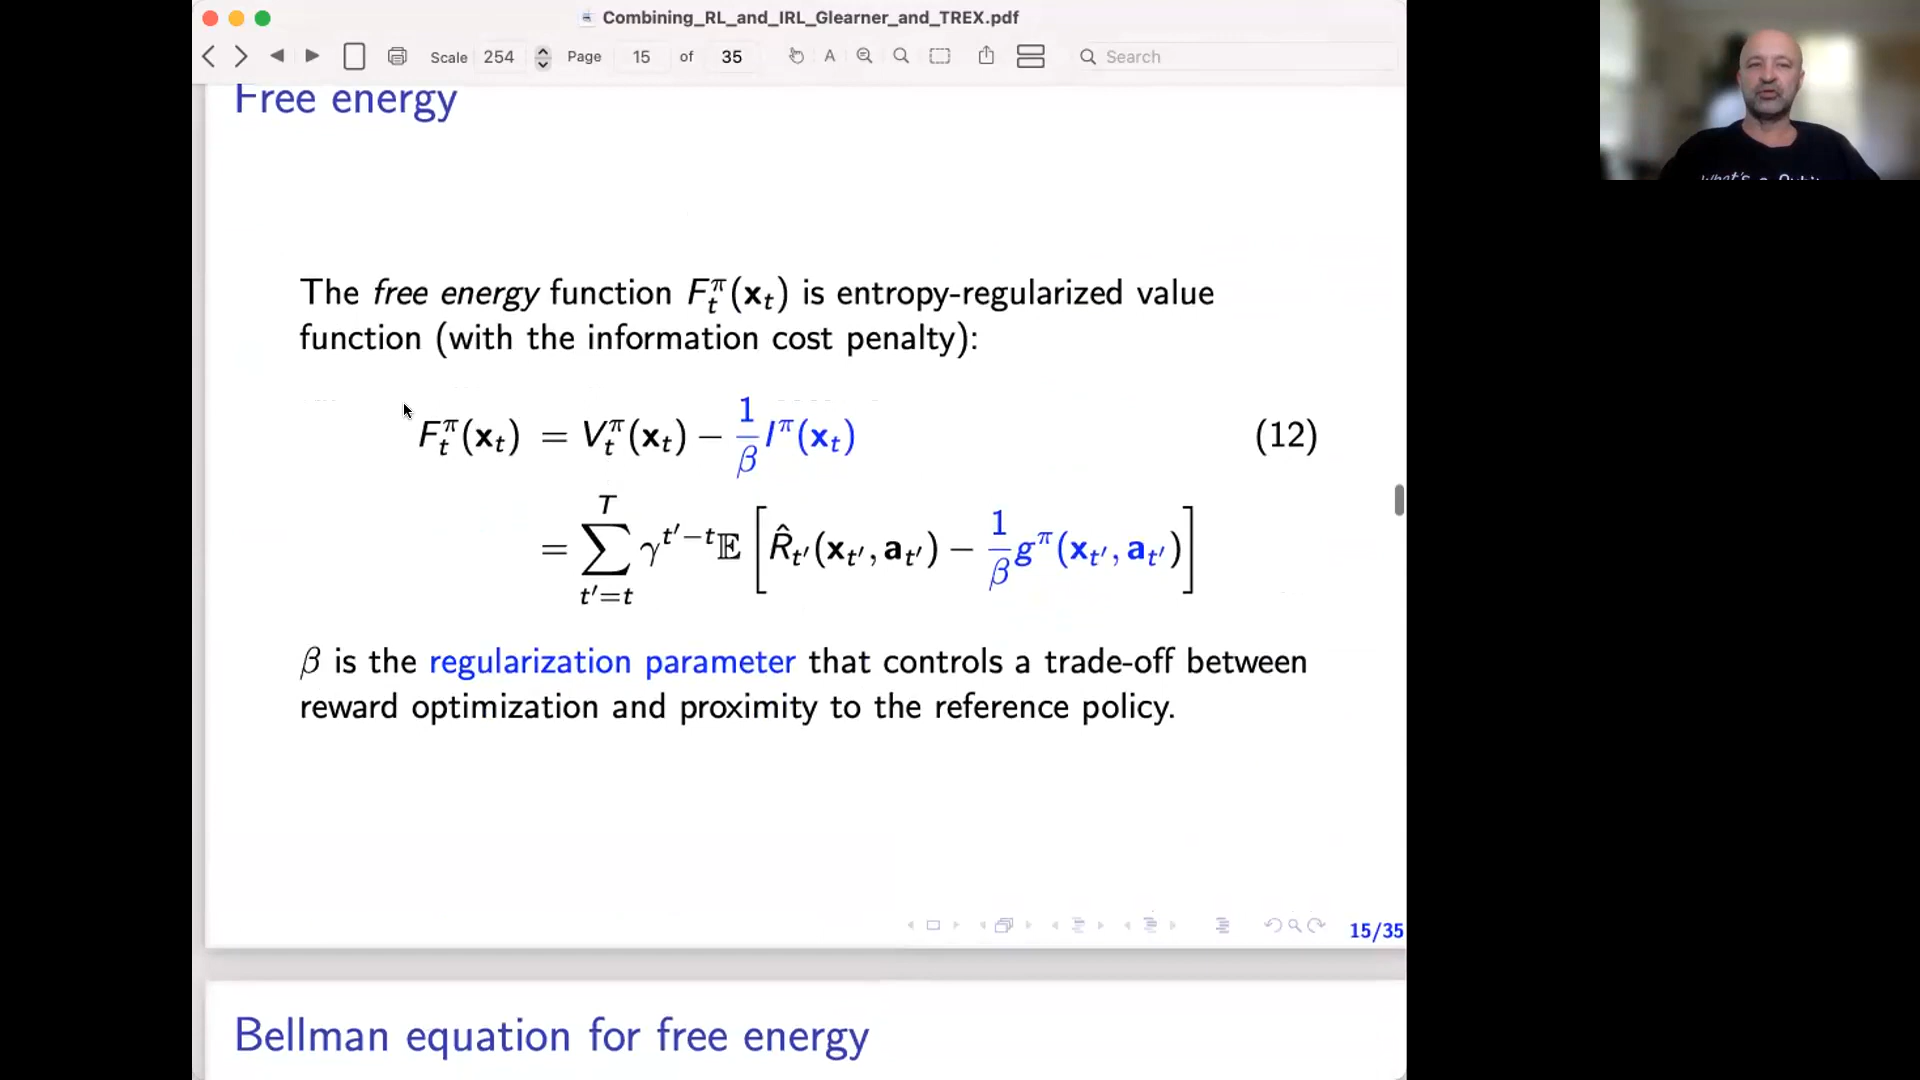 Combining_RL_and_IRL_Glearner_and_TREX.pdf
Scale 254 Page 15 of 35 A Search
Free energy
The free energy function F_t^π(x_t) is entropy-regularized value
function (with the information cost penalty):
F_t^π(x_t) = V_t^π(x_t) − 1/β I^π(x_t) (12)
= ∑_{t′=t}^{T} γ^{t′−t} 𝔼 [ R̂_{t′}(x_{t′}, a_{t′}) − 1/β g^π(x_{t′}, a_{t′}) ]
β is the regularization parameter that controls a trade-off between
reward optimization and proximity to the reference policy.
15/35
Bellman equation for free energy
What's a